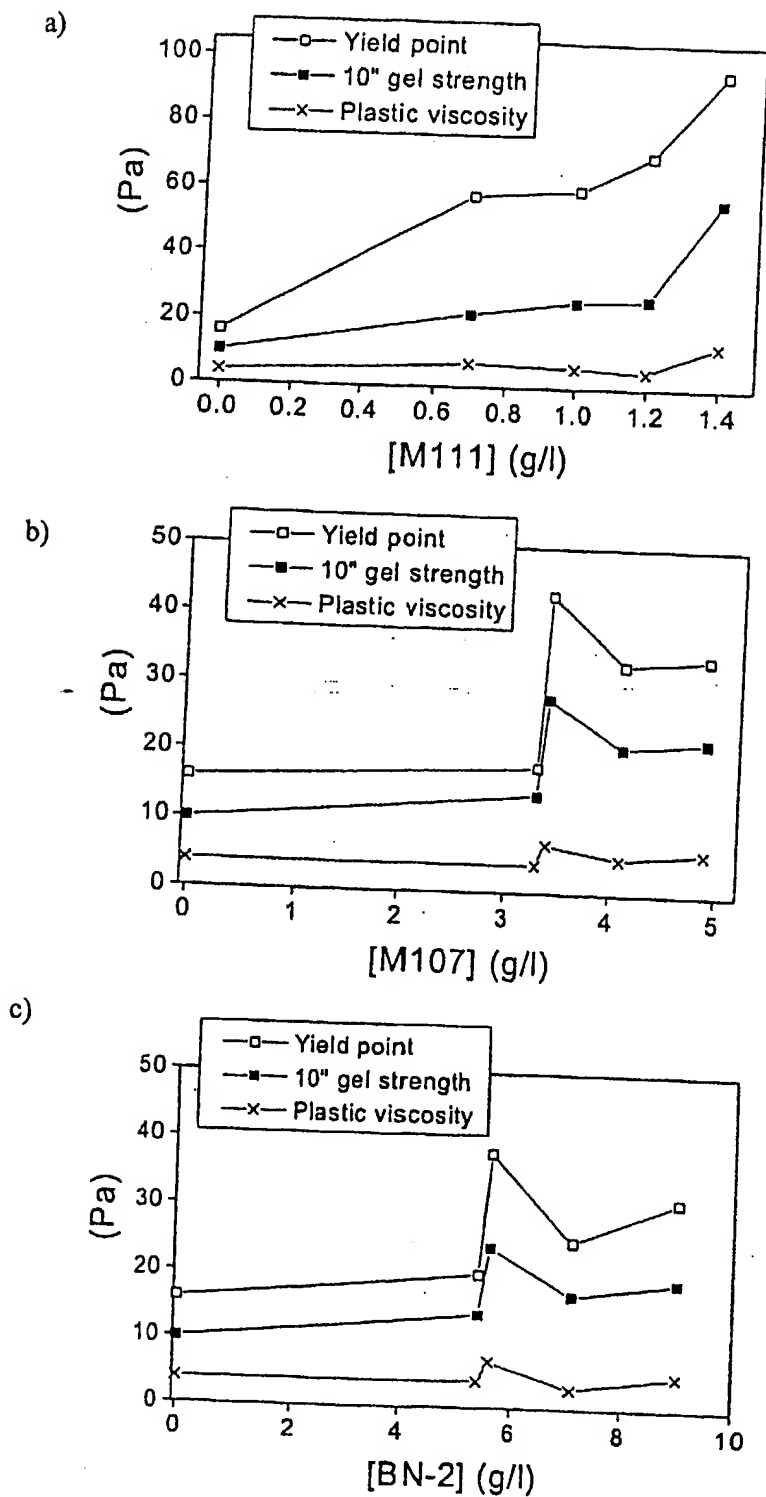 a)
Yield point
10" gel strength
Plastic viscosity
(Pa)
100
80
60
40
20
0
0.0 0.2 0.4 0.6 0.8 1.0 1.2 1.4
[M111] (g/l)
b)
Yield point
10" gel strength
Plastic viscosity
(Pa)
50
40
30
20
10
0
0 1 2 3 4 5
[M107] (g/l)
c)
Yield point
10" gel strength
Plastic viscosity
(Pa)
50
40
30
20
10
0
0 2 4 6 8 10
[BN-2] (g/l)